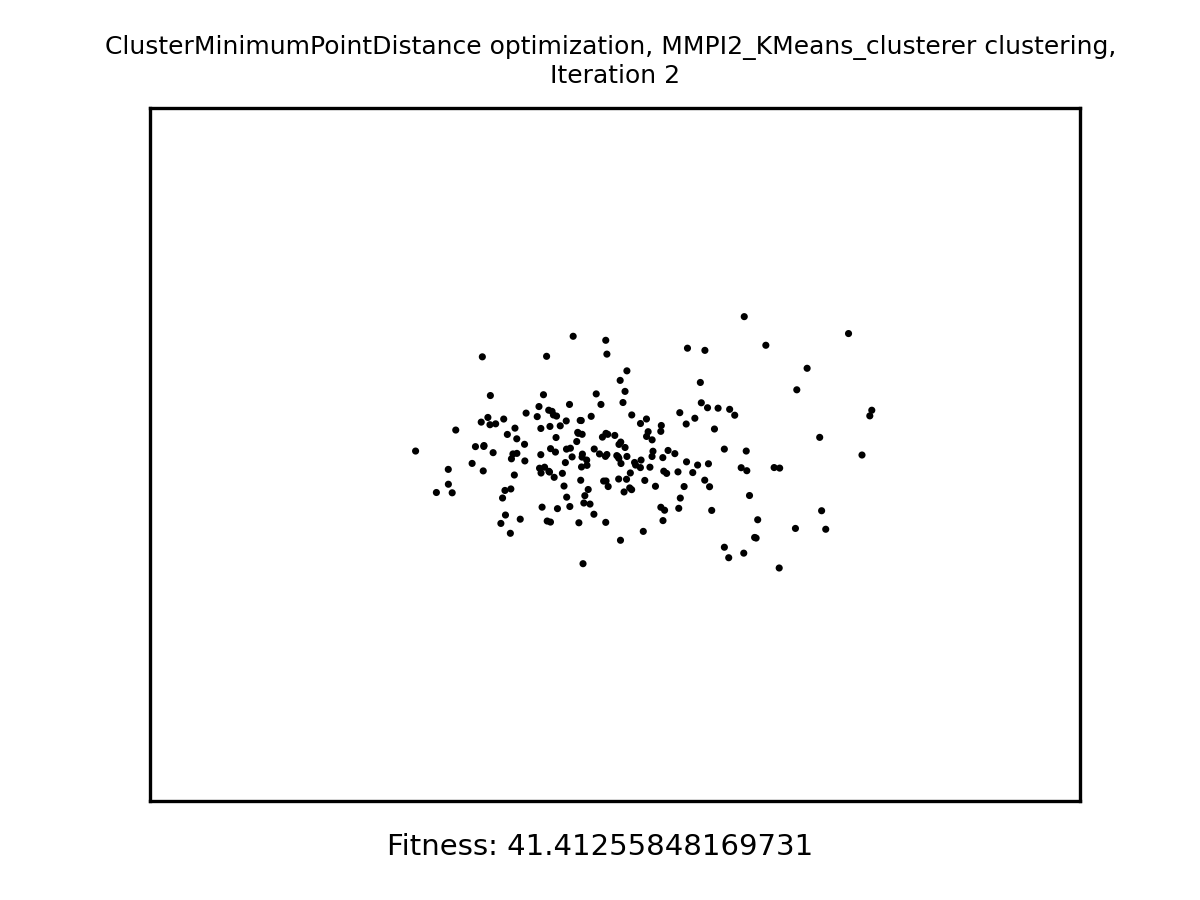 ClusterMinimumPointDistance optimization, MMPI2_KMeans_clusterer clustering,
Iteration 2
Fitness: 41.41255848169731